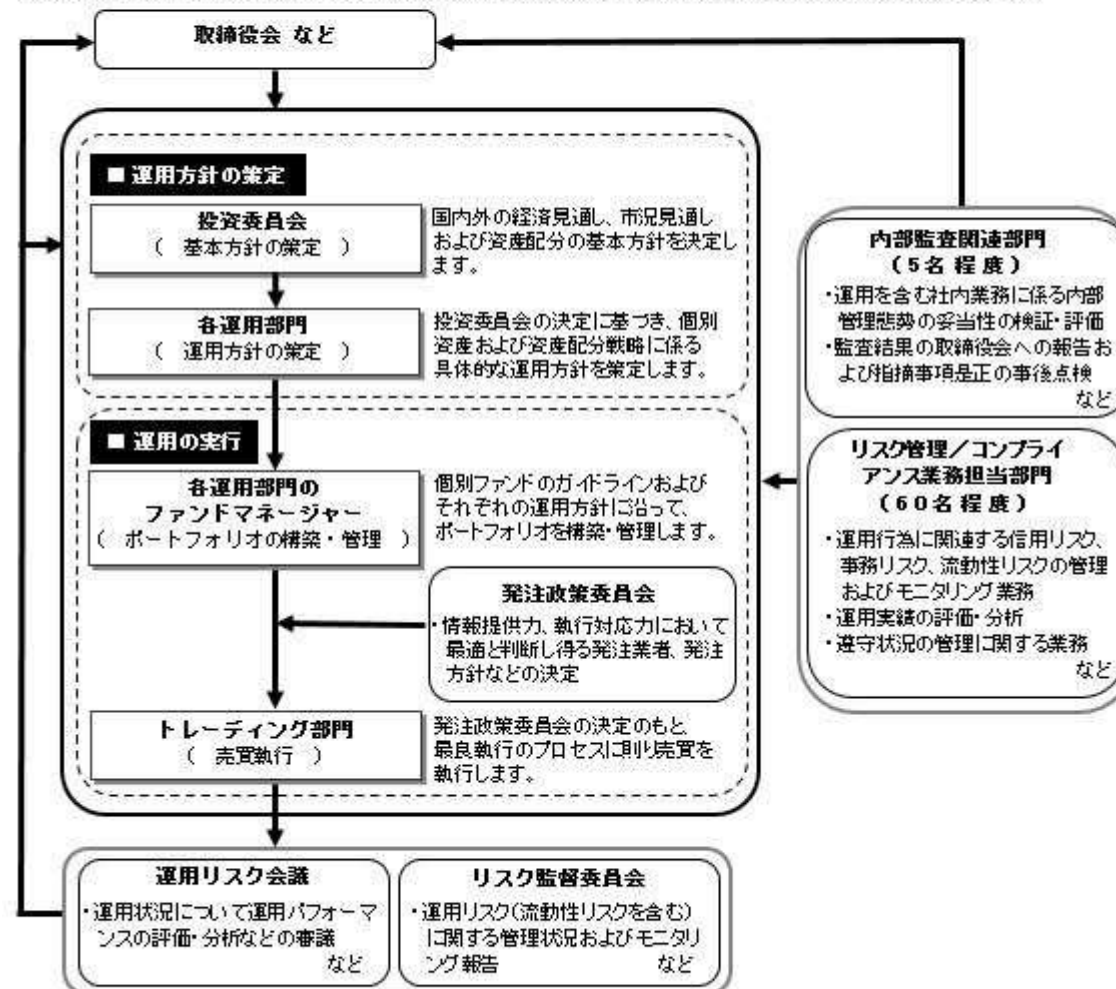 取締役会 など
■ 運用方針の策定
投資委員会
( 基本方針の策定 )
国内外の経済見通し、市況見通し
および資産配分の基本方針を決定し
ます。
各運用部門
( 運用方針の策定 )
投資委員会の決定に基づき、個別
資産および資産配分戦略に係る
具体的な運用方針を策定します。
■ 運用の実行
各運用部門の
ファンドマネージャー
( ポートフォリオの構築・管理 )
個別ファンドのガイドラインおよび
それぞれの運用方針に沿って、
ポートフォリオを構築・管理します。
発注政策委員会
・情報提供力、執行対応力において
最適と判断し得る発注業者、発注
方針などの決定
トレーディング部門
( 売買執行 )
発注政策委員会の決定のもと、
最良執行のプロセスに則り売買を
執行します。
内部監査関連部門
(5名程度)
・運用を含む社内業務に係る内部
管理態勢の妥当性の検証・評価
・監査結果の取締役会への報告お
よび指摘事項是正の事後点検
など
リスク管理/コンプライ
アンス業務担当部門
(60名程度)
・運用行為に関連する信用リスク、
事務リスク、流動性リスクの管理
およびモニタリング業務
・運用実績の評価・分析
・遵守状況の管理に関する業務
など
運用リスク会議
・運用状況について運用パフォーマ
ンスの評価・分析などの審議
など
リスク監督委員会
・運用リスク(流動性リスクを含む)
に関する管理状況およびモニタリ
ング報告 など